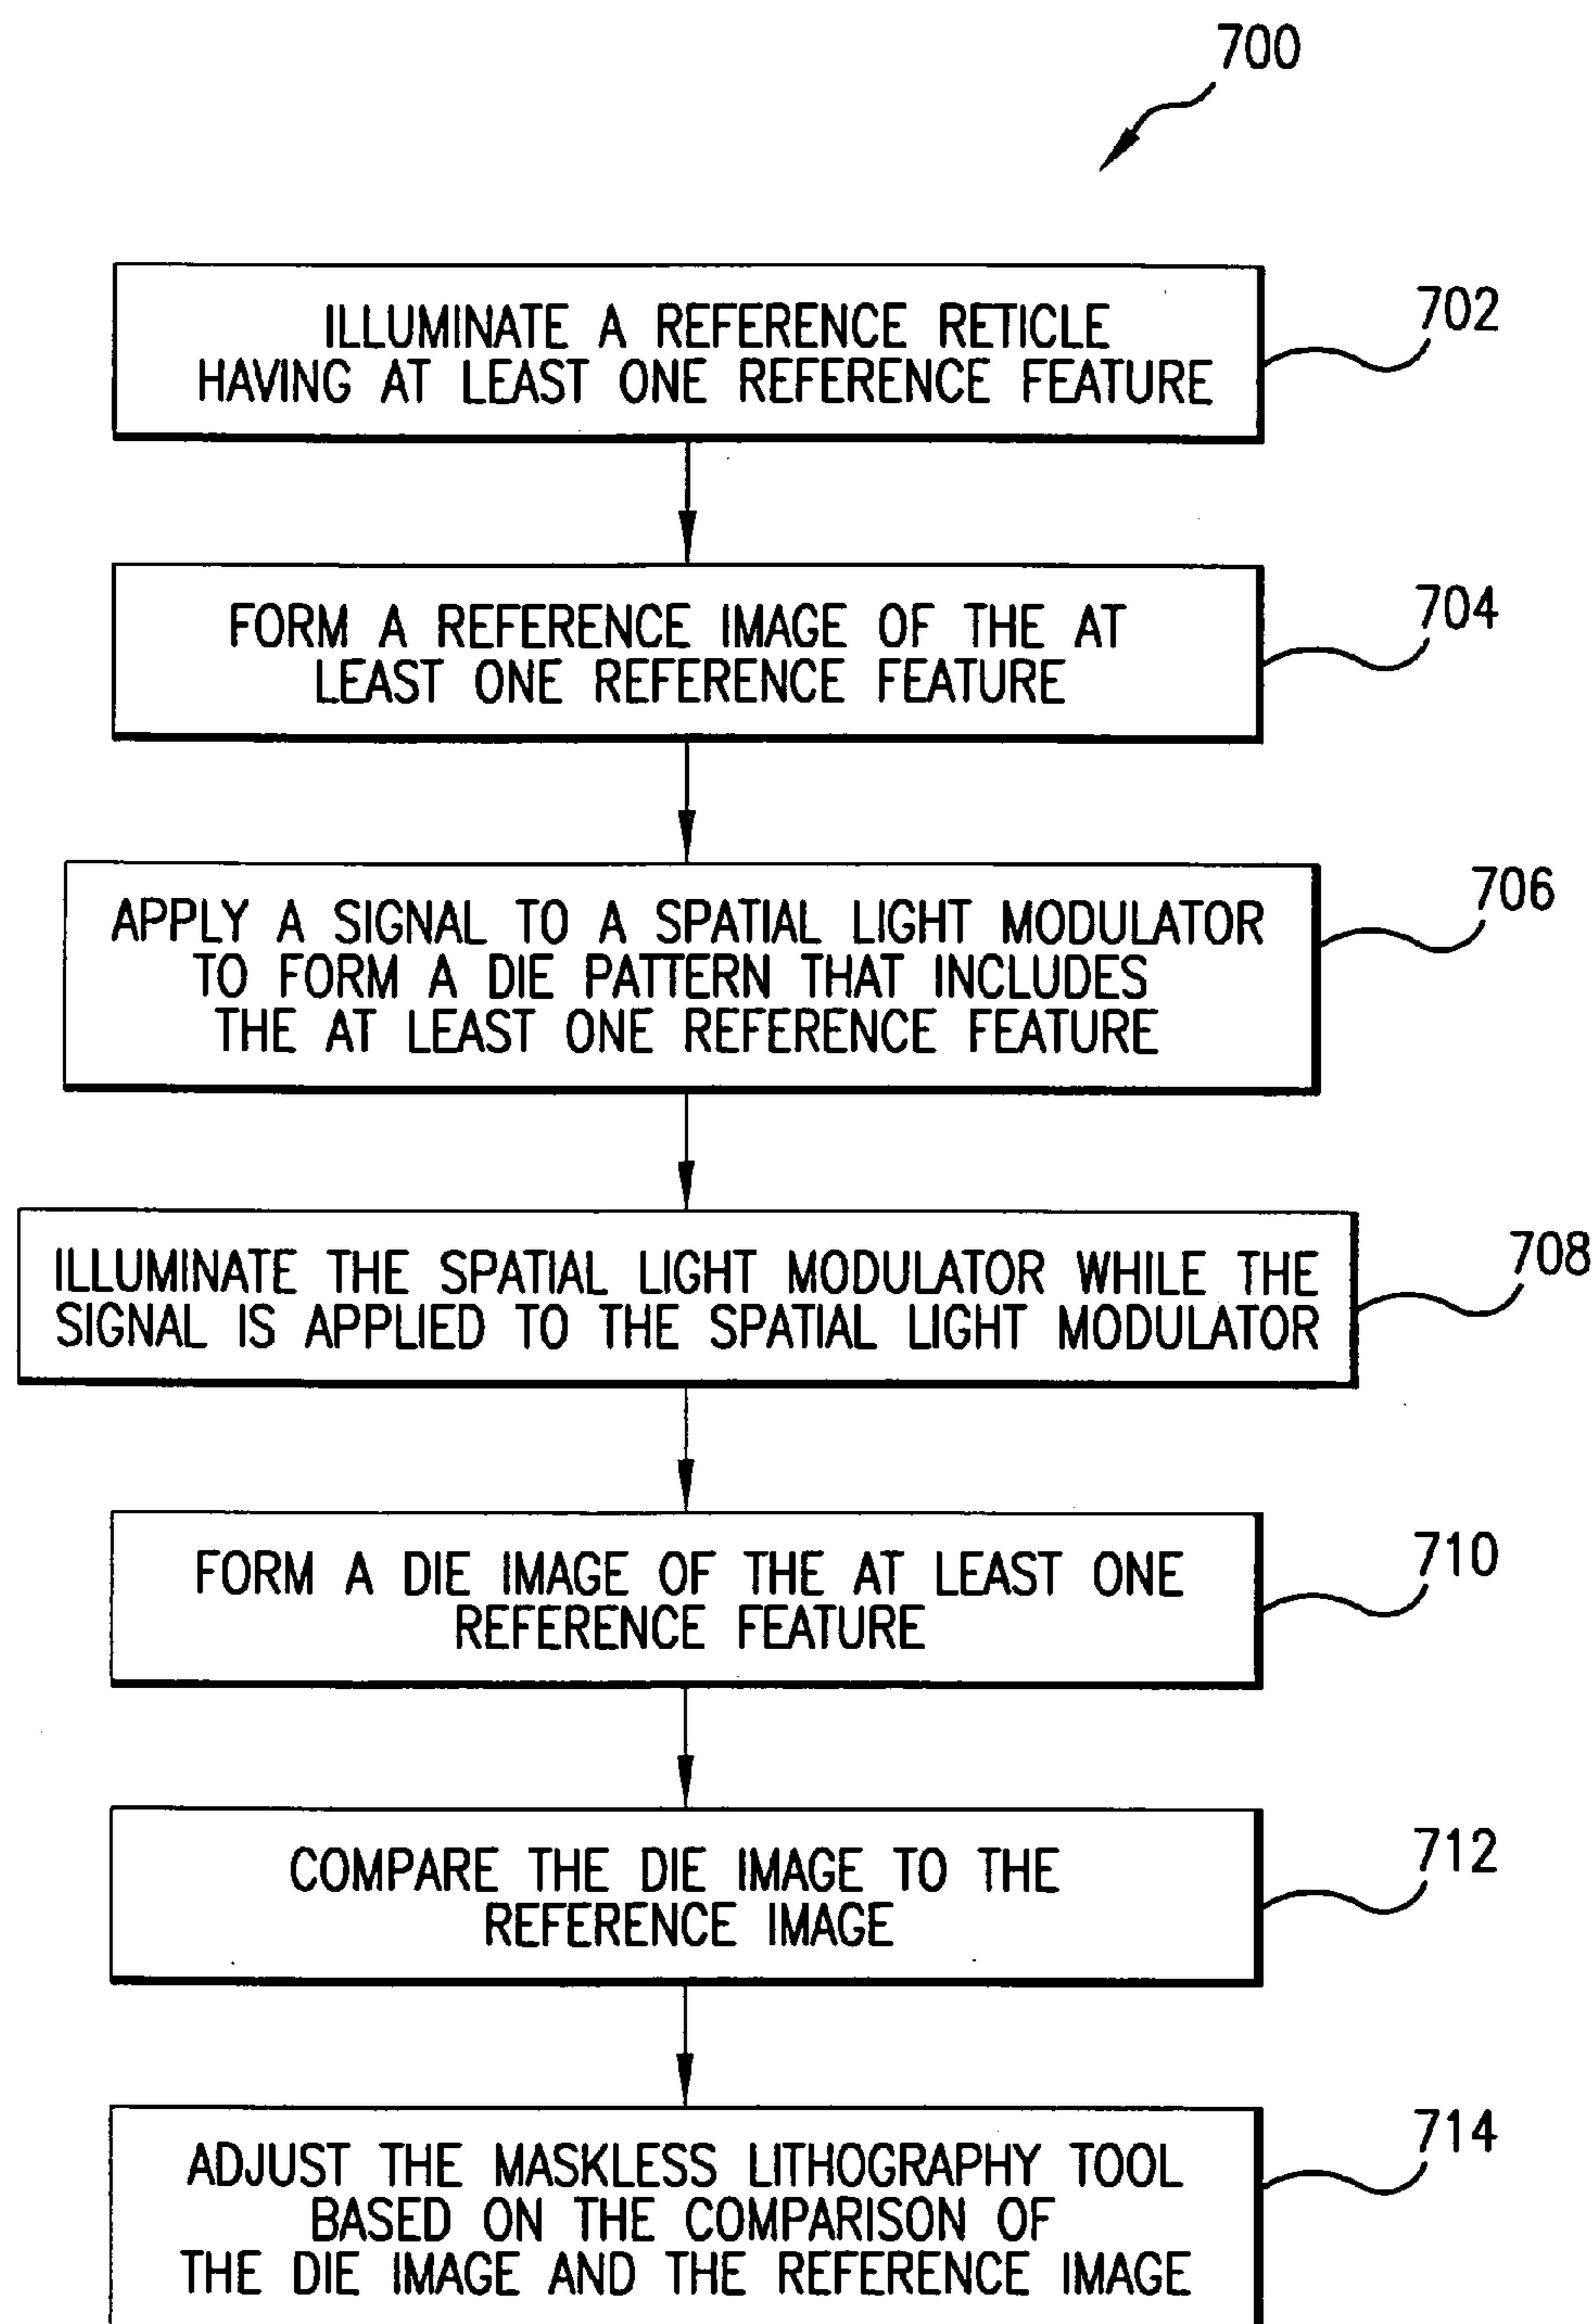 700
ILLUMINATE A REFERENCE RETICLE
HAVING AT LEAST ONE REFERENCE FEATURE
702
FORM A REFERENCE IMAGE OF THE AT
LEAST ONE REFERENCE FEATURE
704
APPLY A SIGNAL TO A SPATIAL LIGHT MODULATOR
TO FORM A DIE PATTERN THAT INCLUDES
THE AT LEAST ONE REFERENCE FEATURE
706
ILLUMINATE THE SPATIAL LIGHT MODULATOR WHILE THE
SIGNAL IS APPLIED TO THE SPATIAL LIGHT MODULATOR
708
FORM A DIE IMAGE OF THE AT LEAST ONE
REFERENCE FEATURE
710
COMPARE THE DIE IMAGE TO THE
REFERENCE IMAGE
712
ADJUST THE MASKLESS LITHOGRAPHY TOOL
BASED ON THE COMPARISON OF
THE DIE IMAGE AND THE REFERENCE IMAGE
714